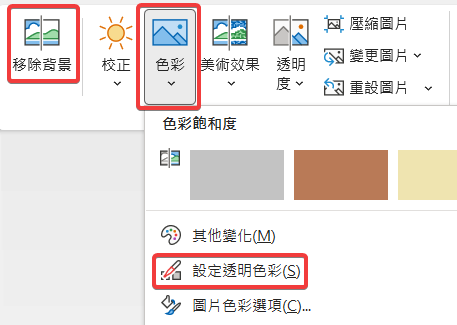 移除背景
校正
色彩
美術效果
透明
度
壓縮圖片
變更圖片
重設圖片
色彩飽和度
其他變化(M)
設定透明色彩(S)
圖片色彩選項(C)...